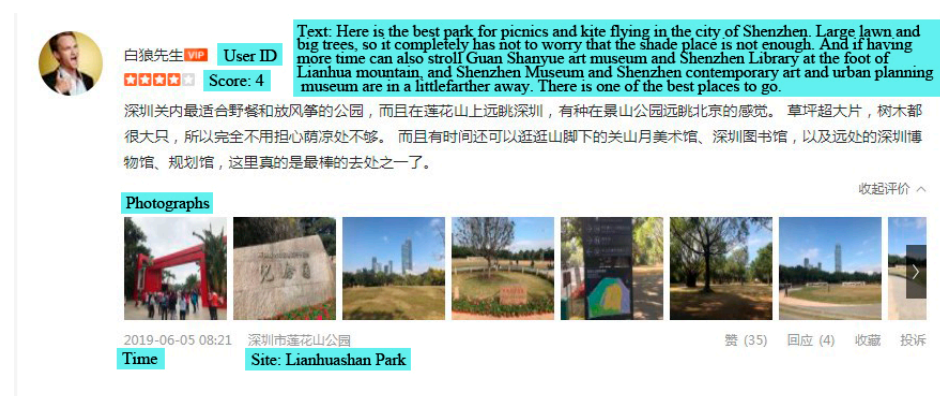 Text: Here is the best park for picnics and kite flying in the city of Shenzhen. Large lawn and
big trees, so it completely has not to worry that the shade place is not enough. And if having
more time can also stroll Guan Shanyue art museum and Shenzhen Library at the foot of
Lianhua mountain, and Shenzhen Museum and Shenzhen contemporary art and urban planning
museum are in a littlefarther away. There is one of the best places to go.
白狼先生 VIP User ID
Score: 4
深圳关内最适合野餐和放风筝的公园，而且在莲花山上远眺深圳，有种在景山公园远眺北京的感觉。 草坪超大片，树木都
很大只，所以完全不用担心荫凉处不够。 而且有时间还可以逛逛山脚下的关山月美术馆、深圳图书馆，以及远处的深圳博
物馆、规划馆，这里真的是最棒的去处之一了。
收起评价
Photographs
2019-06-05 08:21 深圳市莲花山公园 赞 (35) 回应 (4) 收藏 投诉
Time Site: Lianhuashan Park